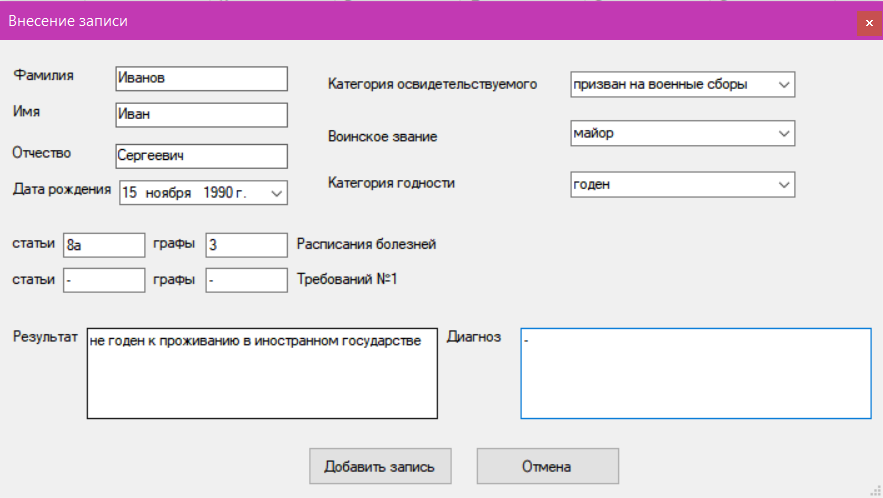 Внесение записи
Фамилия Иванов
Имя Иван
Отчество Сергеевич
Дата рождения 15 ноября 1990 г.
Категория освидетельствуемого призван на военные сборы
Воинское звание майор
Категория годности годен
статьи 8а графы 3 Расписания болезней
статьи - графы - Требований №1
Результат не годен к проживанию в иностранном государстве
Диагноз -
Добавить запись Отмена